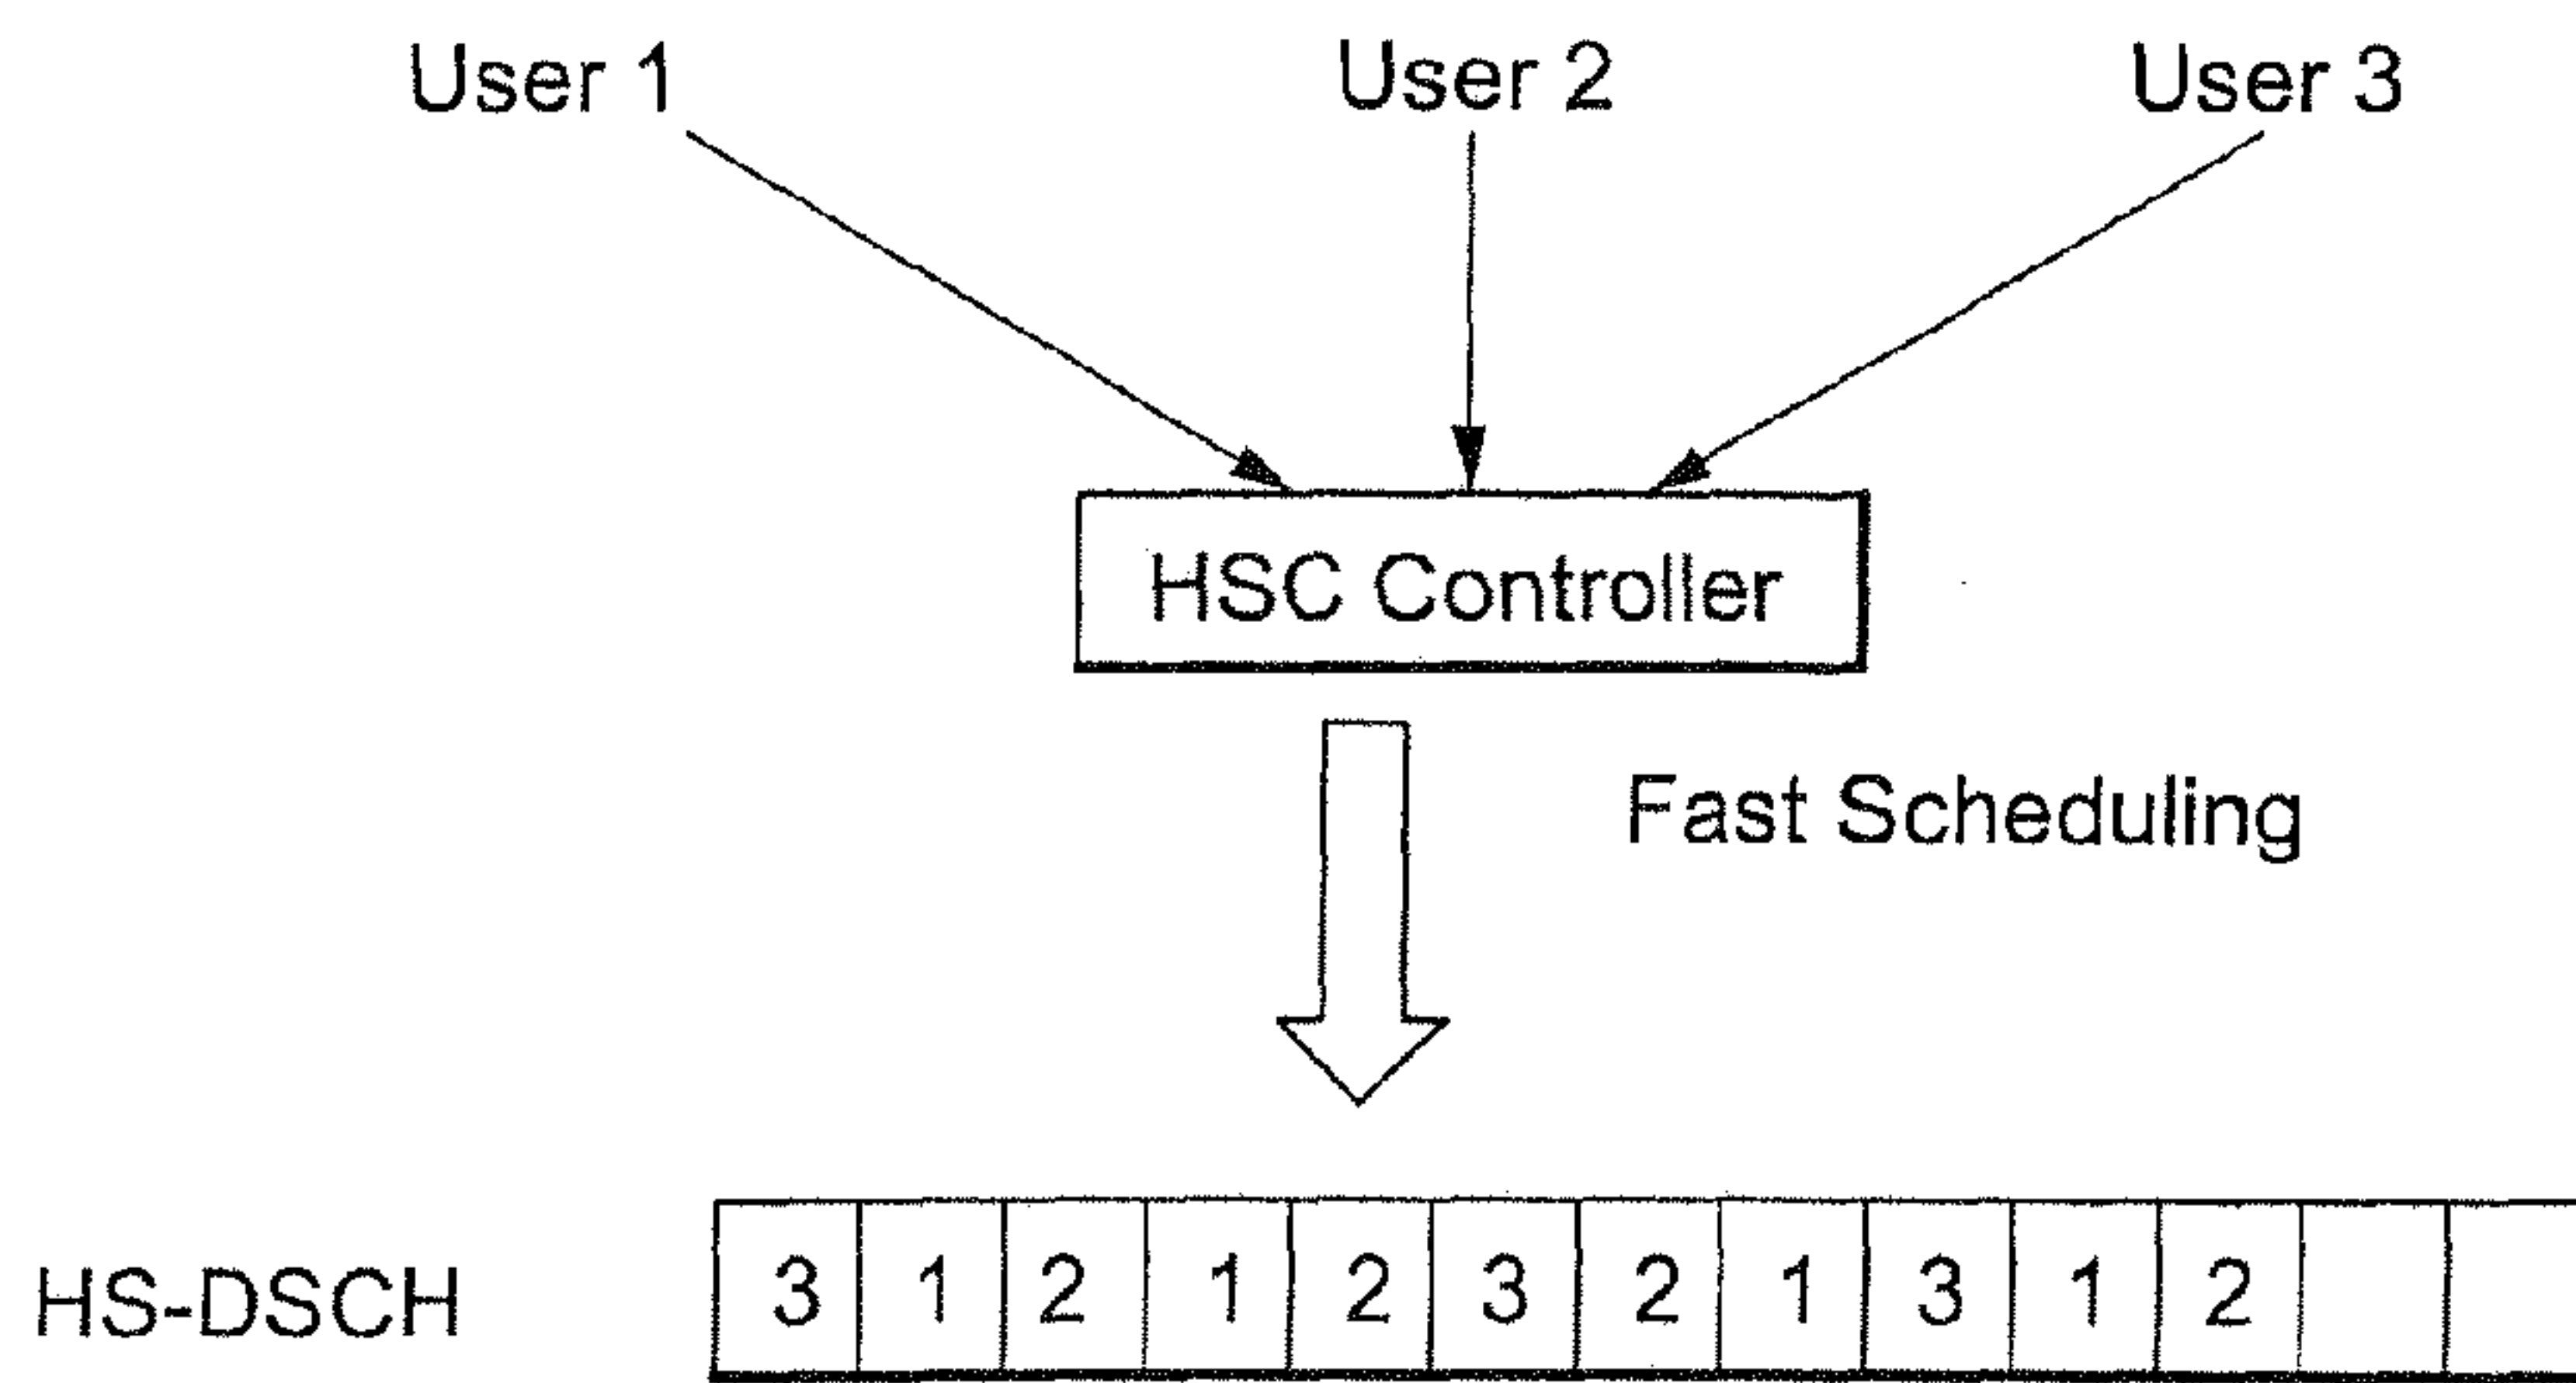 User 1 User 2 User 3
HSC Controller
Fast Scheduling
HS-DSCH 3 1 2 1 2 3 2 1 3 1 2